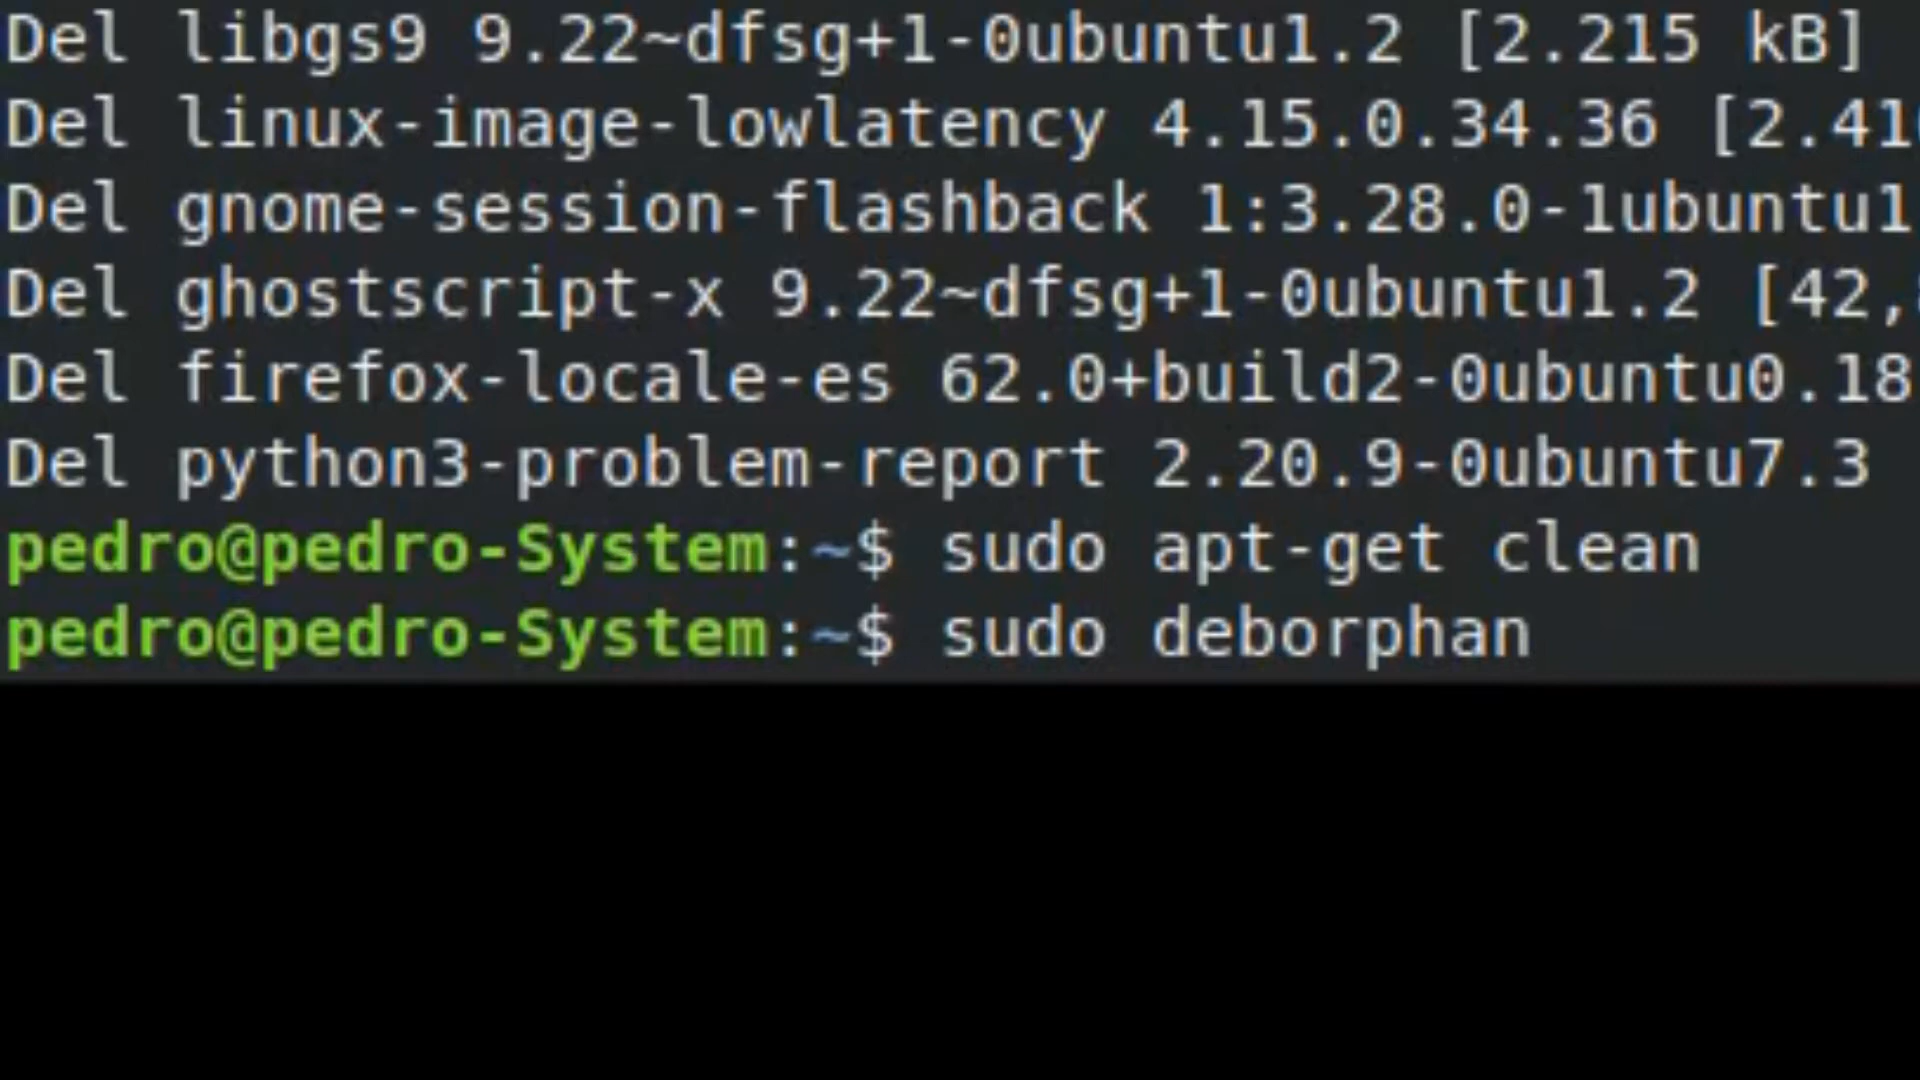 Del libgs9 9.22~dfsg+1-0ubuntu1.2 [2.215 kB]
Del linux-image-lowlatency 4.15.0.34.36 [2.41
Del gnome-session-flashback 1:3.28.0-1ubuntu1
Del ghostscript-x 9.22~dfsg+1-0ubuntu1.2 [42,
Del firefox-locale-es 62.0+build2-0ubuntu0.18
Del python3-problem-report 2.20.9-0ubuntu7.3
pedro@pedro-System:~$ sudo apt-get clean
pedro@pedro-System:~$ sudo deborphan